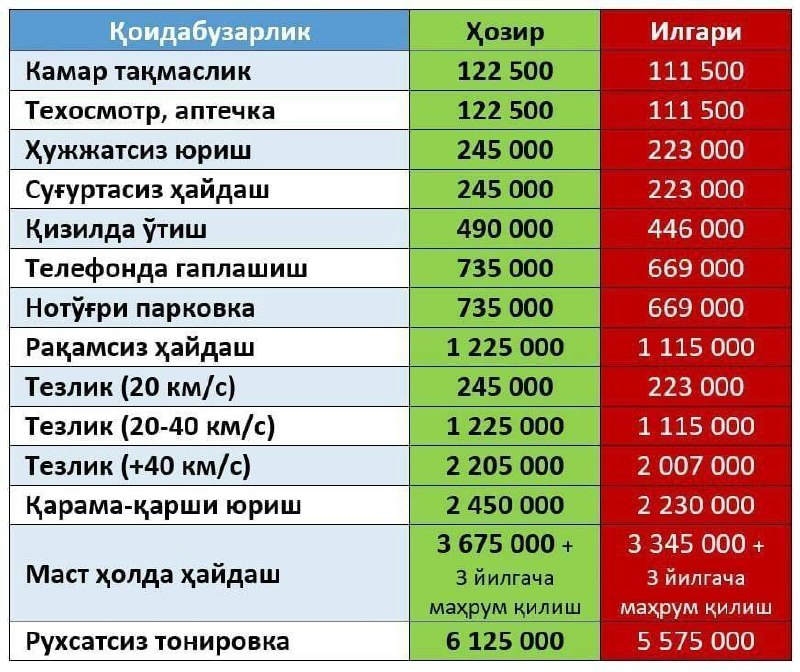 Қоидабузарлик Ҳозир Илгари
Камар тақмаслик 122 500 111 500
Техосмотр, аптечка 122 500 111 500
Ҳужжатсиз юриш 245 000 223 000
Суғуртасиз ҳайдаш 245 000 223 000
Қизилда ўтиш 490 000 446 000
Телефонда гаплашиш 735 000 669 000
Нотўғри парковка 735 000 669 000
Рақамсиз ҳайдаш 1 225 000 1 115 000
Тезлик (20 км/с) 245 000 223 000
Тезлик (20-40 км/с) 1 225 000 1 115 000
Тезлик (+40 км/с) 2 205 000 2 007 000
Қарама-қарши юриш 2 450 000 2 230 000
Маст ҳолда ҳайдаш
3 675 000 +
3 йилгача
маҳрум қилиш
3 345 000 +
3 йилгача
маҳрум қилиш
Рухсатсиз тонировка 6 125 000 5 575 000